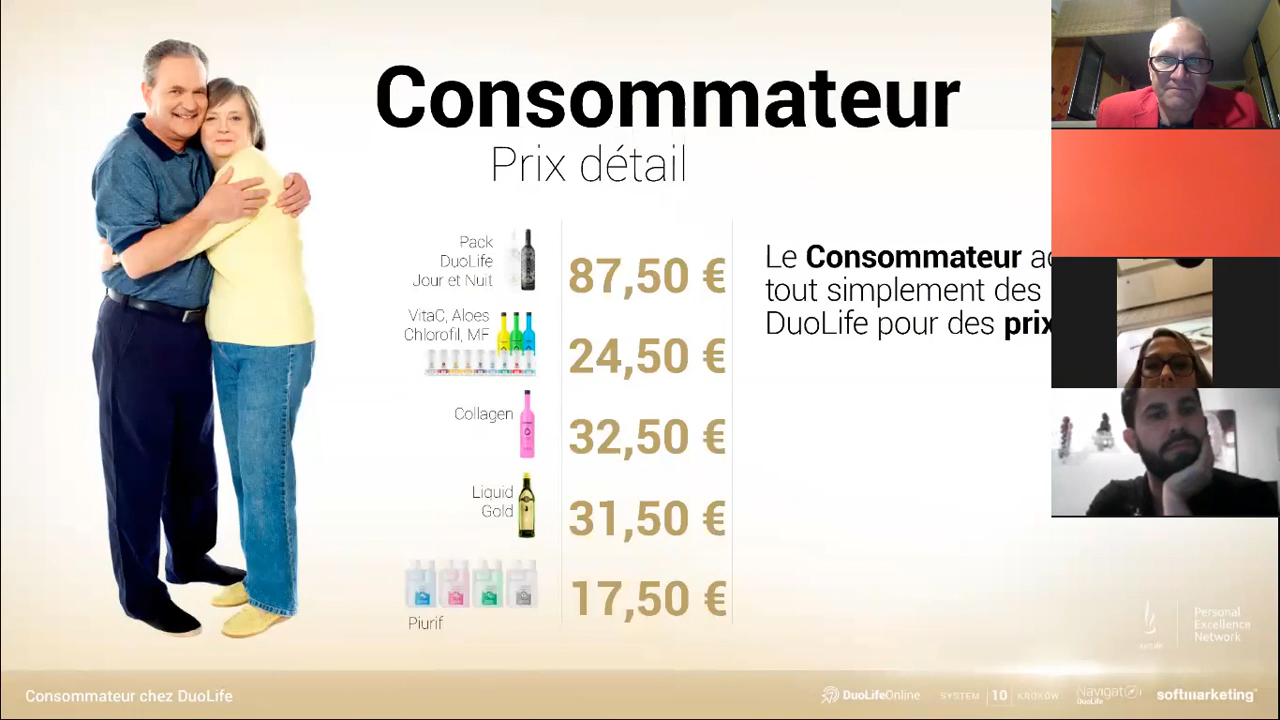 Consommateur
Prix détail
Pack
DuoLife
Jour et Nuit
87,50 €
VitaC, Aloes
Chlorofil, MF
24,50 €
Collagen
32,50 €
Liquid
Gold
31,50 €
Piurif
17,50 €
Le Consommateur
tout simplement des
DuoLife pour des prix
Personal
Excellence
Network
Consommateur chez DuoLife
DuoLifeOnline
SYSTEM 10 KROKÓW
Navigator
DuoLife
softmarketing